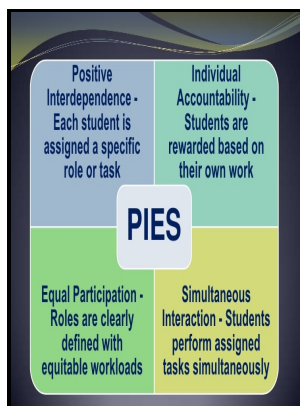 Positive
Interdependence -
Each student is
assigned a specific
role or task
Individual
Accountability -
Students are
rewarded based on
their own work
PIES
Equal Participation -
Roles are clearly
defined with
equitable workloads
Simultaneous
Interaction - Students
perform assigned
tasks simultaneously